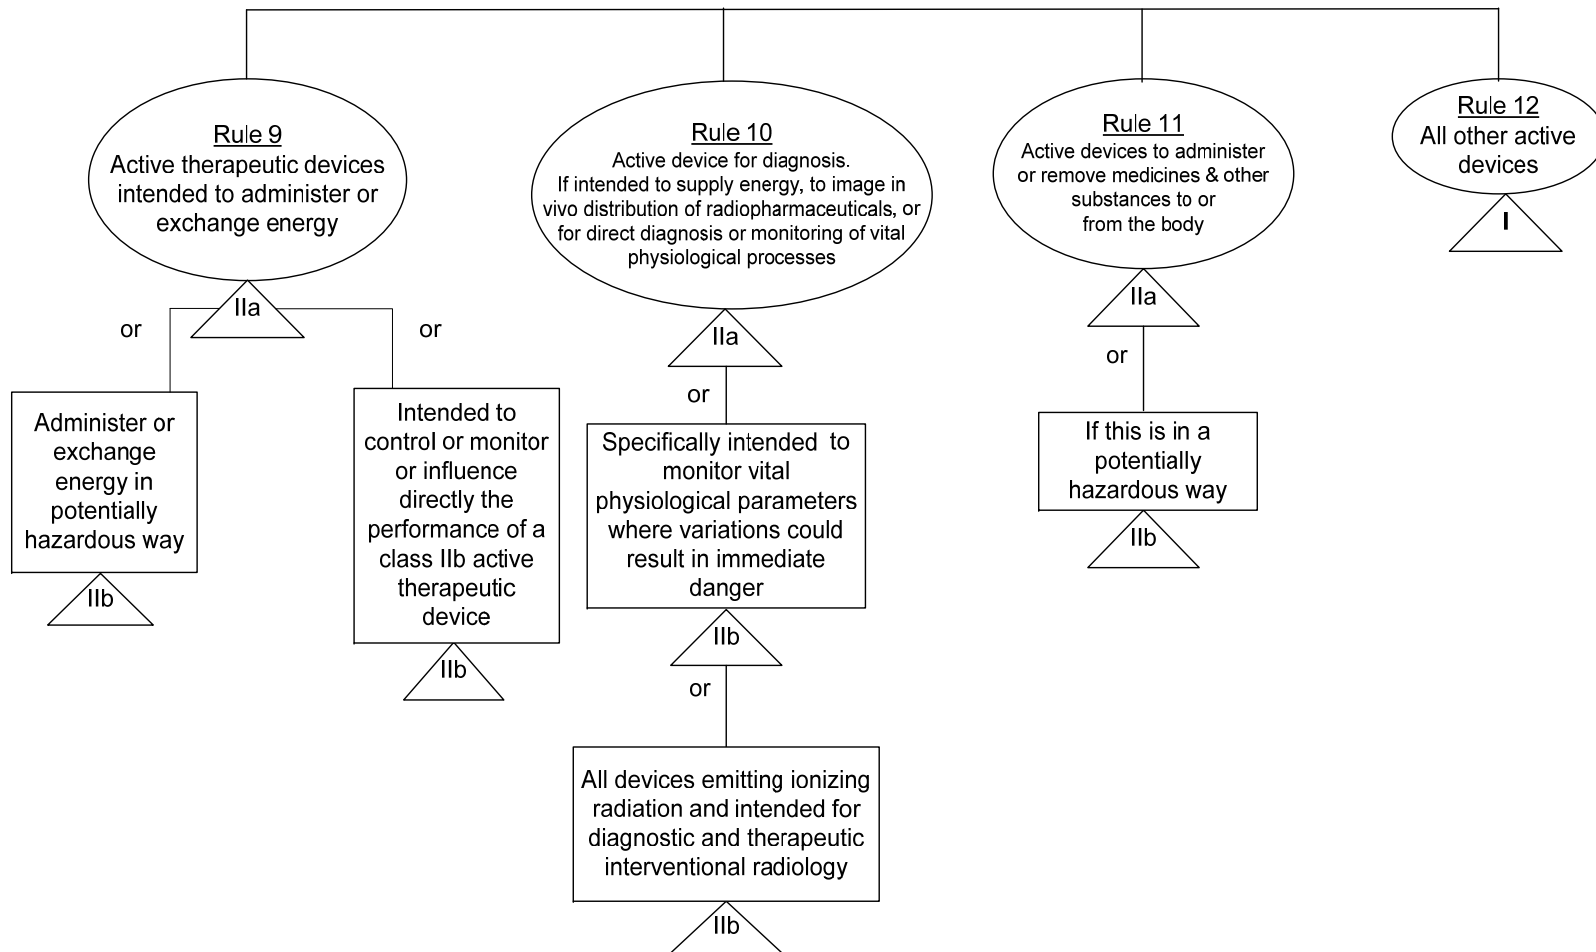 Rule 9
Active therapeutic devices
intended to administer or
exchange energy
IIa
or
or
Administer or
exchange
energy in
potentially
hazardous way
IIb
Intended to
control or monitor
or influence
directly the
performance of a
class IIb active
therapeutic
device
IIb
Rule 10
Active device for diagnosis.
If intended to supply energy, to image in
vivo distribution of radiopharmaceuticals, or
for direct diagnosis or monitoring of vital
physiological processes
IIa
or
Specifically intended to
monitor vital
physiological parameters
where variations could
result in immediate
danger
IIb
or
All devices emitting ionizing
radiation and intended for
diagnostic and therapeutic
interventional radiology
IIb
Rule 11
Active devices to administer
or remove medicines & other
substances to or
from the body
IIa
or
If this is in a
potentially
hazardous way
IIb
Rule 12
All other active
devices
I